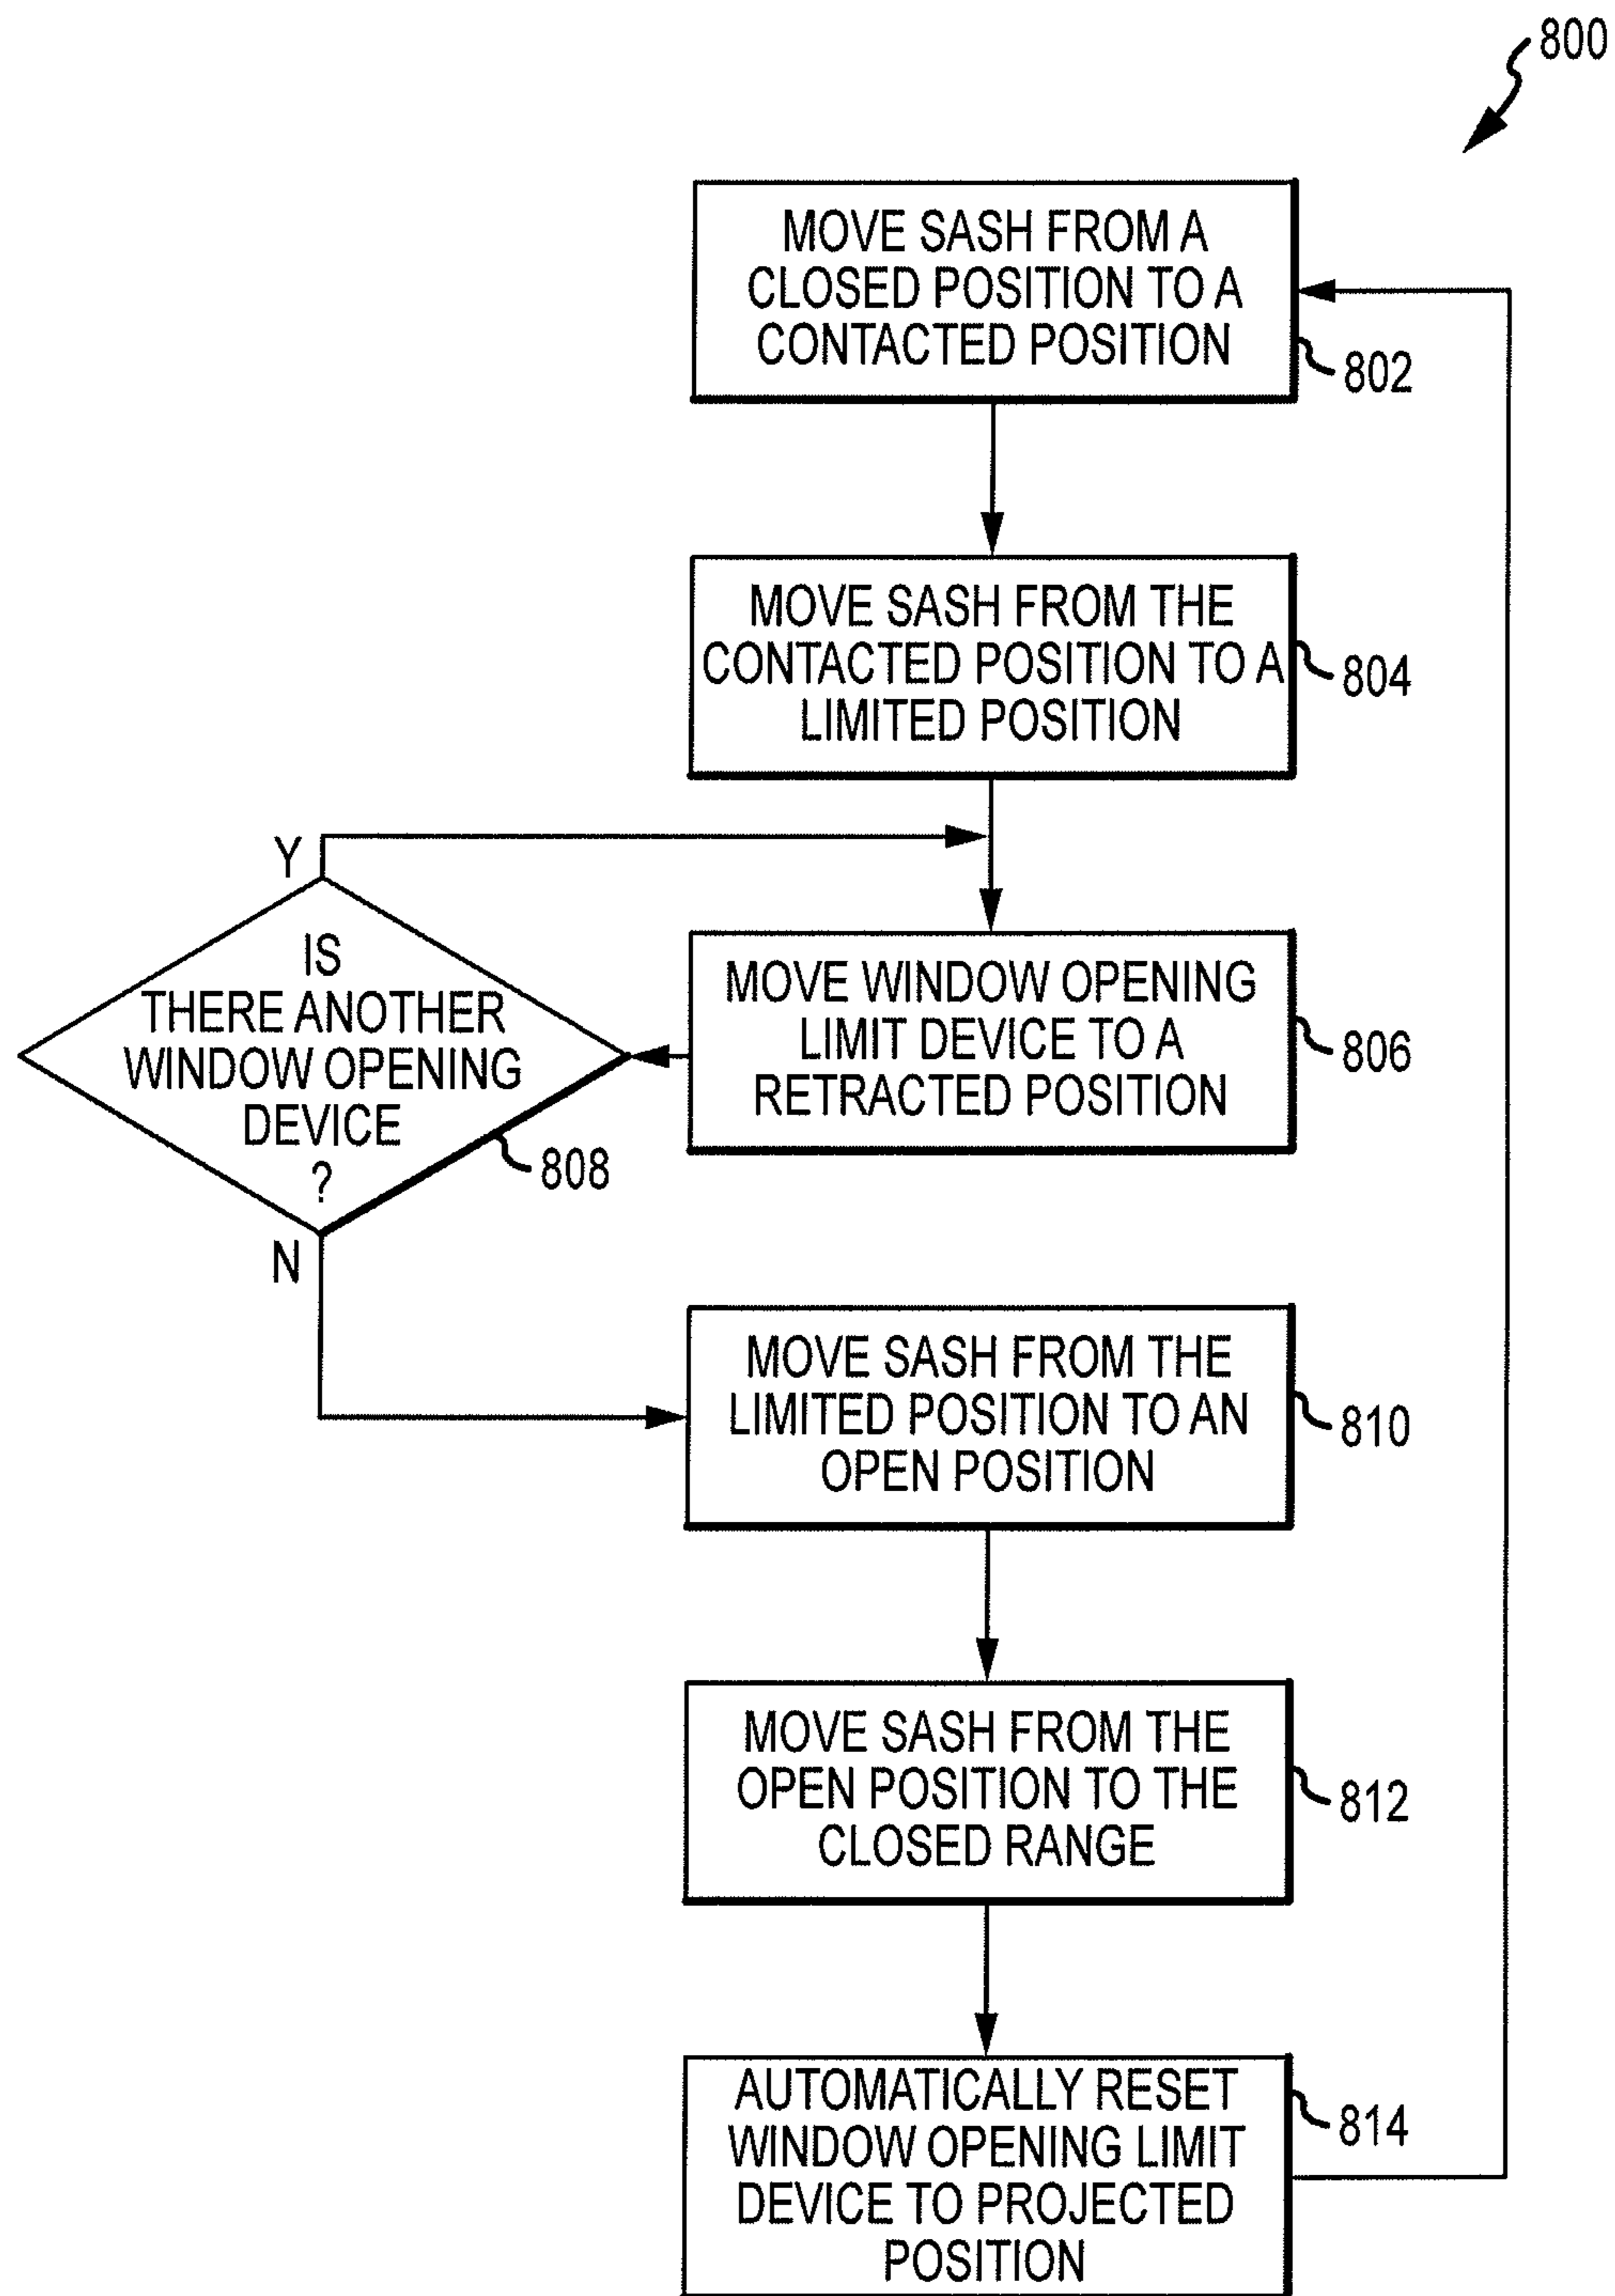 800
MOVE SASH FROM A
CLOSED POSITION TO A
CONTACTED POSITION
802
MOVE SASH FROM THE
CONTACTED POSITION TO A
LIMITED POSITION
804
Y
IS
THERE ANOTHER
WINDOW OPENING
DEVICE
?
808
N
MOVE WINDOW OPENING
LIMIT DEVICE TO A
RETRACTED POSITION
806
MOVE SASH FROM THE
LIMITED POSITION TO AN
OPEN POSITION
810
MOVE SASH FROM THE
OPEN POSITION TO THE
CLOSED RANGE
812
AUTOMATICALLY RESET
WINDOW OPENING LIMIT
DEVICE TO PROJECTED
POSITION
814